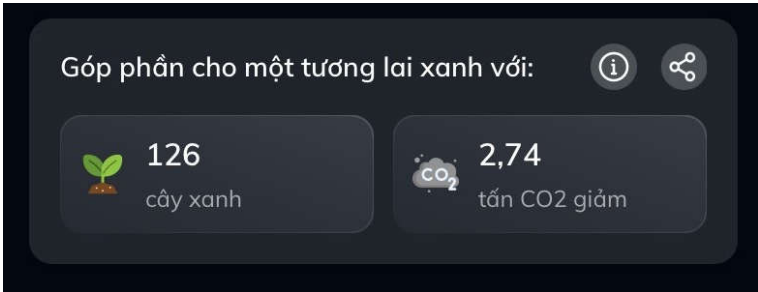 Góp phần cho một tương lai xanh với:
126
cây xanh
CO2
2,74
tấn CO2 giảm